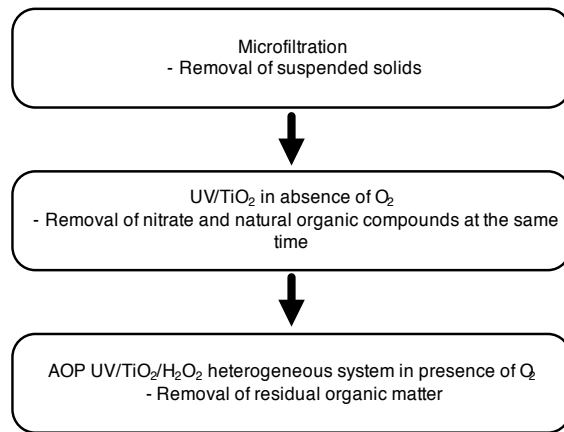 Microfiltration
- Removal of suspended solids
UV/TiO₂ in absence of O₂
- Removal of nitrate and natural organic compounds at the same
time
AOP UV/TiO₂/H₂O₂ heterogeneous system in presence of O₂
- Removal of residual organic matter